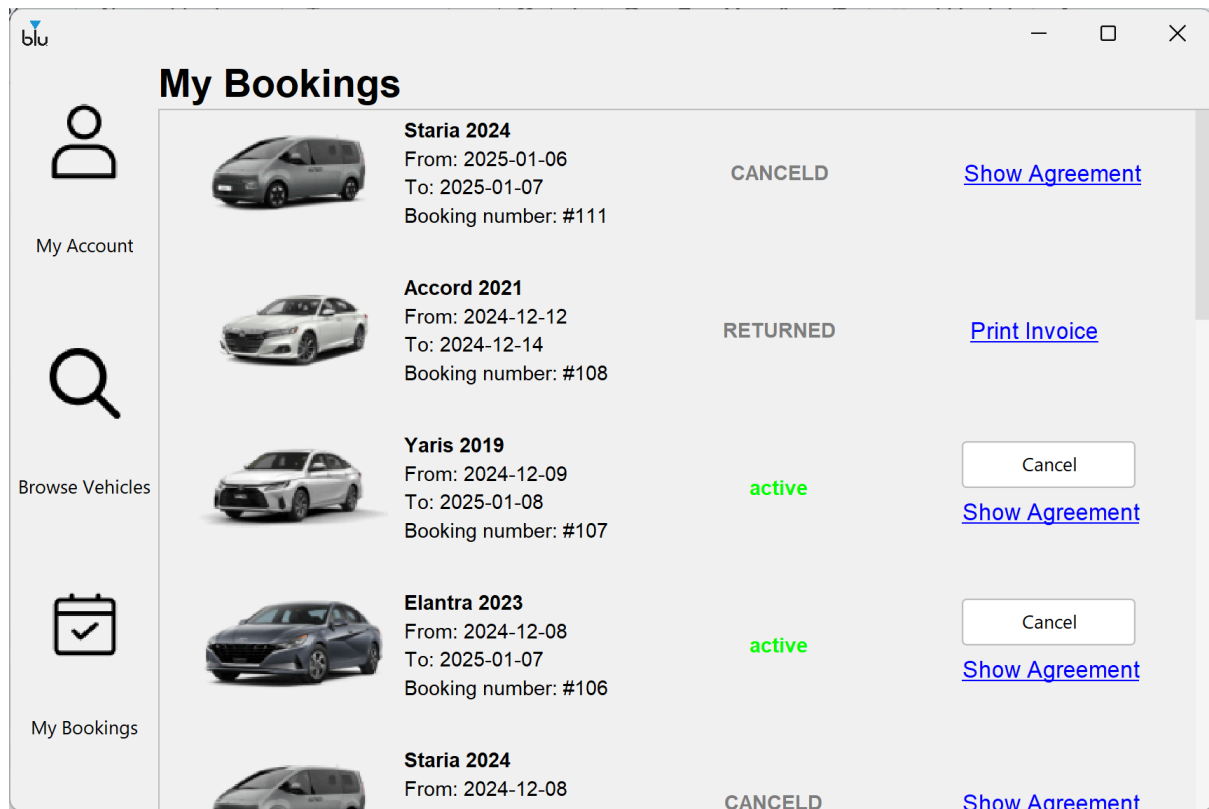 blu
My Bookings
My Account
Browse Vehicles
My Bookings
Staria 2024
From: 2025-01-06
To: 2025-01-07
Booking number: #111
CANCELD
Show Agreement
Accord 2021
From: 2024-12-12
To: 2024-12-14
Booking number: #108
RETURNED
Print Invoice
Yaris 2019
From: 2024-12-09
To: 2025-01-08
Booking number: #107
active
Cancel
Show Agreement
Elantra 2023
From: 2024-12-08
To: 2025-01-07
Booking number: #106
active
Cancel
Show Agreement
Staria 2024
From: 2024-12-08
CANCELD
Show Agreement